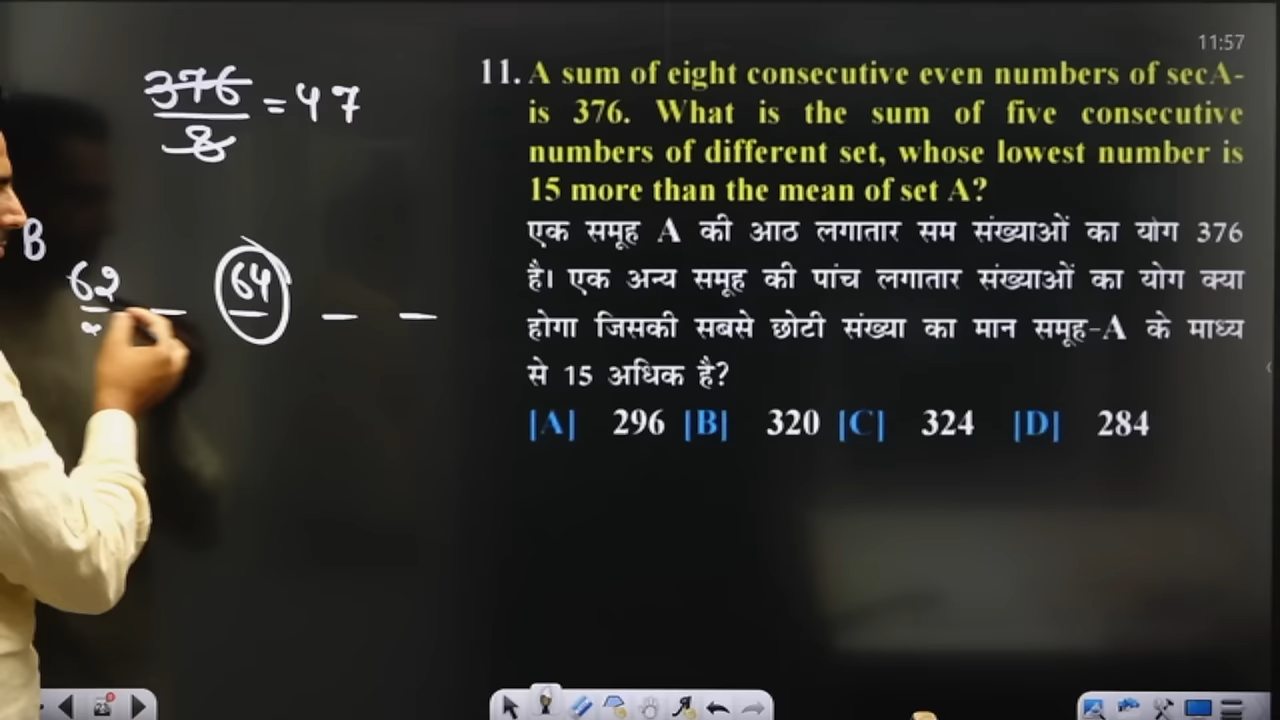 11:57
376
8
= 47
B
62
64
11. A sum of eight consecutive even numbers of secA-
is 376. What is the sum of five consecutive
numbers of different set, whose lowest number is
15 more than the mean of set A?
एक समूह A की आठ लगातार सम संख्याओं का योग 376
है। एक अन्य समूह की पांच लगातार संख्याओं का योग क्या
होगा जिसकी सबसे छोटी संख्या का मान समूह-A के माध्य
से 15 अधिक है?
|A| 296 |B| 320 |C| 324 |D| 284